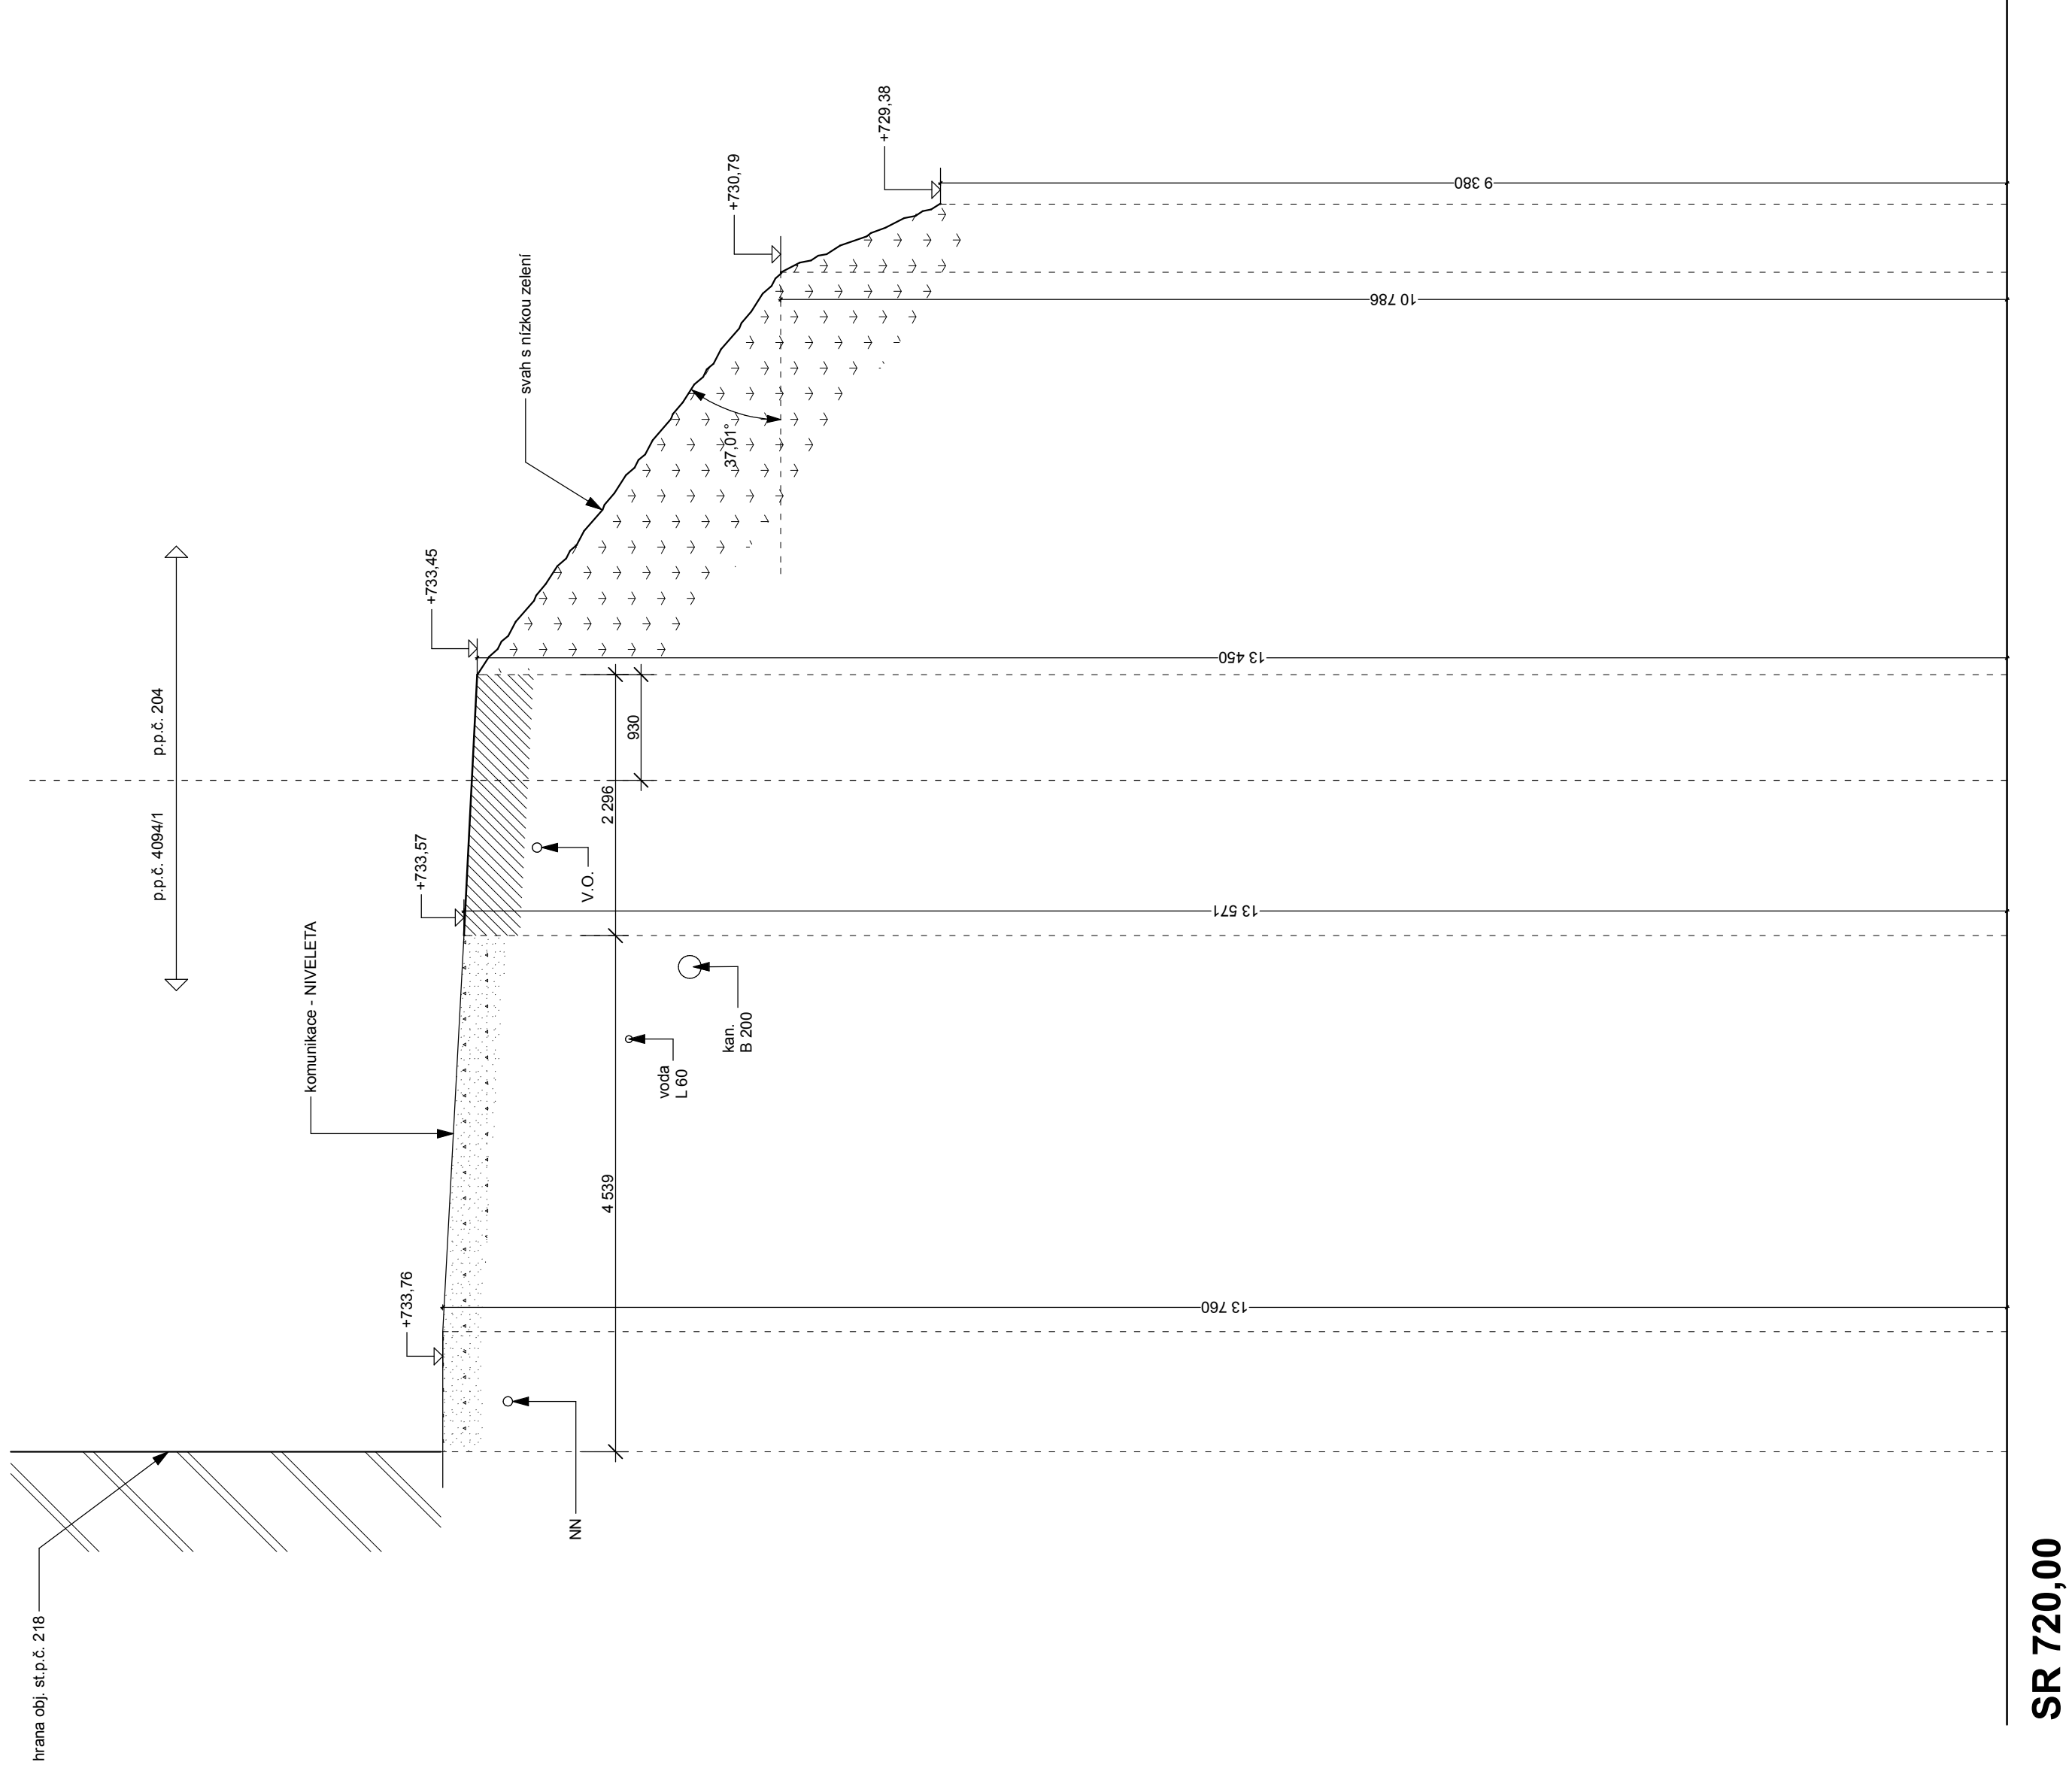 hrana obj. st.p.č. 218
p.p.č. 4094/1
p.p.č. 204
komunikace - NIVELETA
svah s nízkou zelení
+733,76
+733,57
+733,45
+730,79
+729,38
37,01°
NN
4 539
2 296
930
V.O.
voda
L 60
kan.
B 200
13 760
13 571
13 450
10 786
9 380
SR 720,00